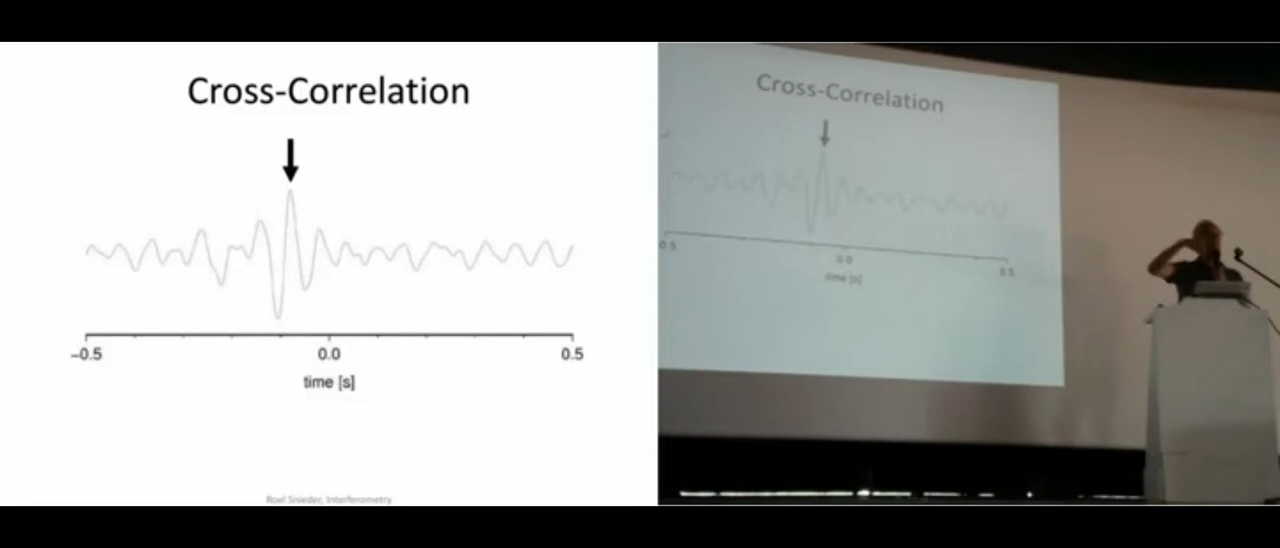 Cross-Correlation
–0.5 0.0 0.5
time [s]
Roel Snieder, Interferometry
Cross-Correlation
0.5 0.0 0.5
time [s]